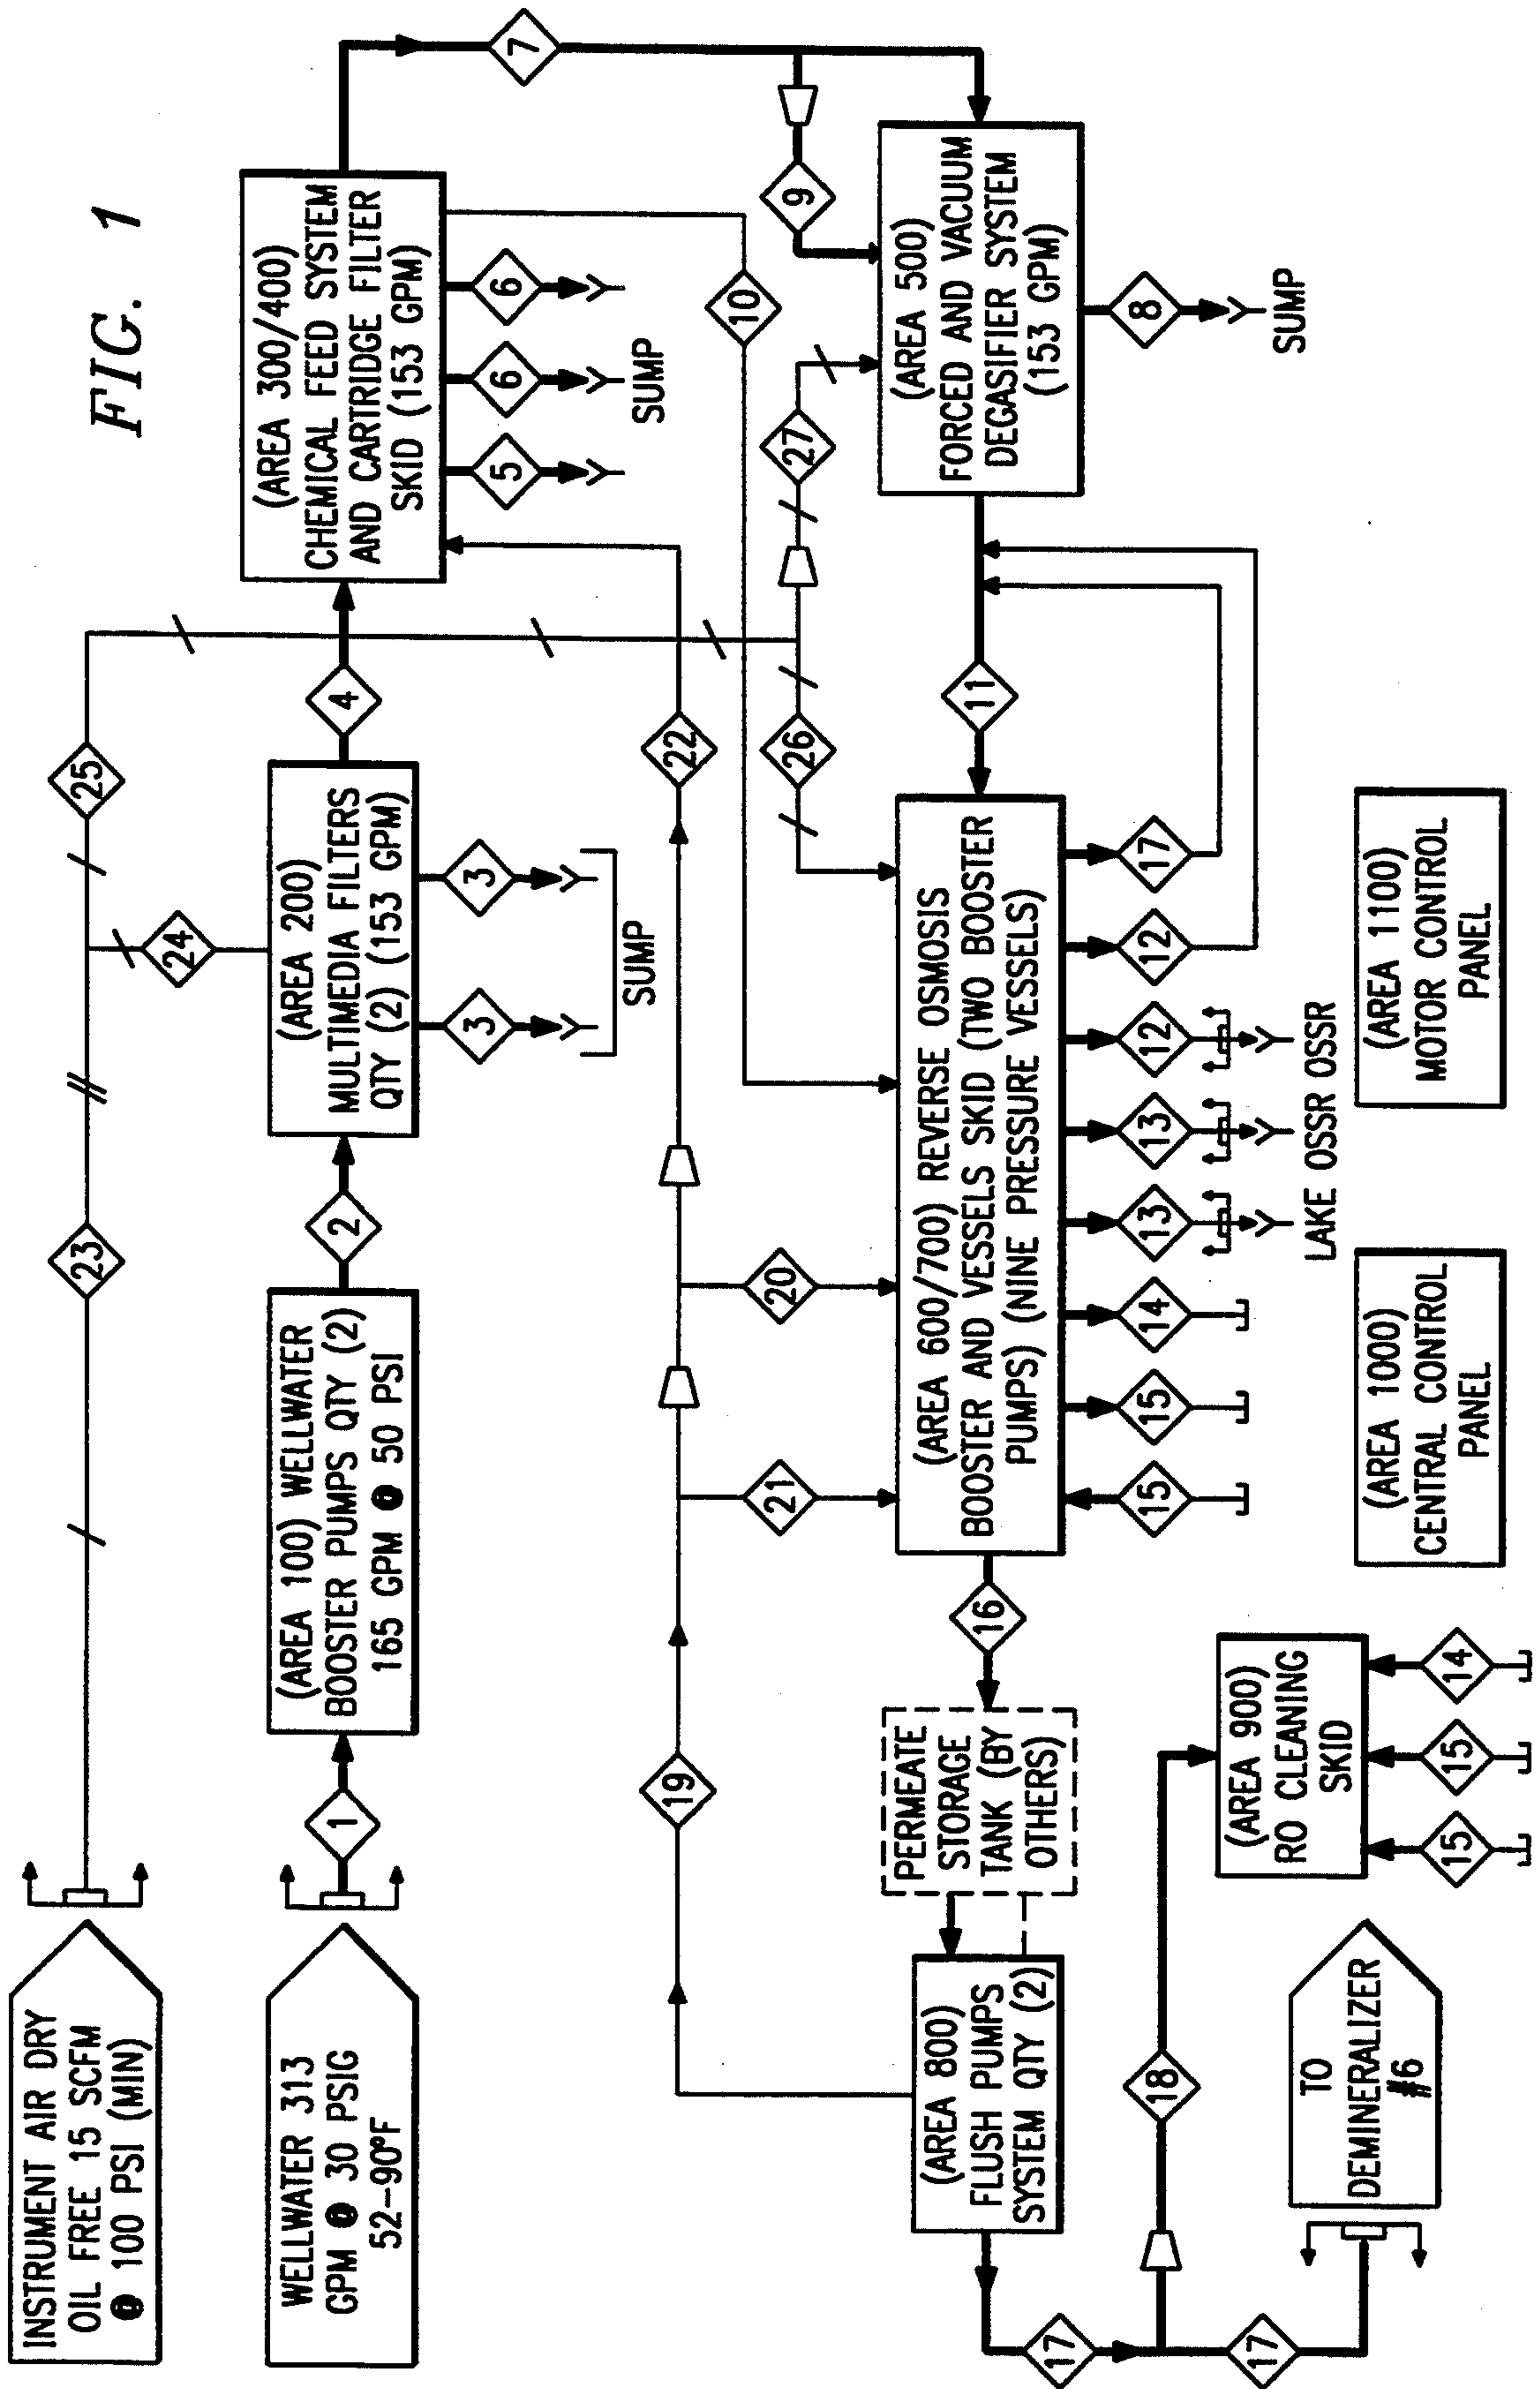 FIG. 1
INSTRUMENT AIR DRY
OIL FREE 15 SCFM
@ 100 PSI (MIN)
23
24
25
WELLWATER 313
GPM @ 30 PSIG
52-90°F
1
(AREA 100) WELLWATER
BOOSTER PUMPS QTY (2)
165 GPM @ 50 PSI
2
(AREA 200)
MULTIMEDIA FILTERS
QTY (2) (153 GPM)
3
3
SUMP
4
(AREA 300/400)
CHEMICAL FEED SYSTEM
AND CARTRIDGE FILTER
SKID (153 GPM)
5
6
6
SUMP
7
19
21
20
22
10
26
27
9
(AREA 500)
FORCED AND VACUUM
DEGASIFIER SYSTEM
(153 GPM)
8
SUMP
11
(AREA 600/700) REVERSE OSMOSIS
BOOSTER AND VESSELS SKID (TWO BOOSTER
PUMPS) (NINE PRESSURE VESSELS)
15
15
14
13
13
12
12
17
LAKE OSSR OSSR
16
PERMEATE
STORAGE
TANK (BY
OTHERS)
(AREA 800)
FLUSH PUMPS
SYSTEM QTY (2)
17
18
17
(AREA 900)
RO CLEANING
SKID
15
15
14
TO
DEMINERALIZER
#6
(AREA 1000)
CENTRAL CONTROL
PANEL
(AREA 1100)
MOTOR CONTROL
PANEL